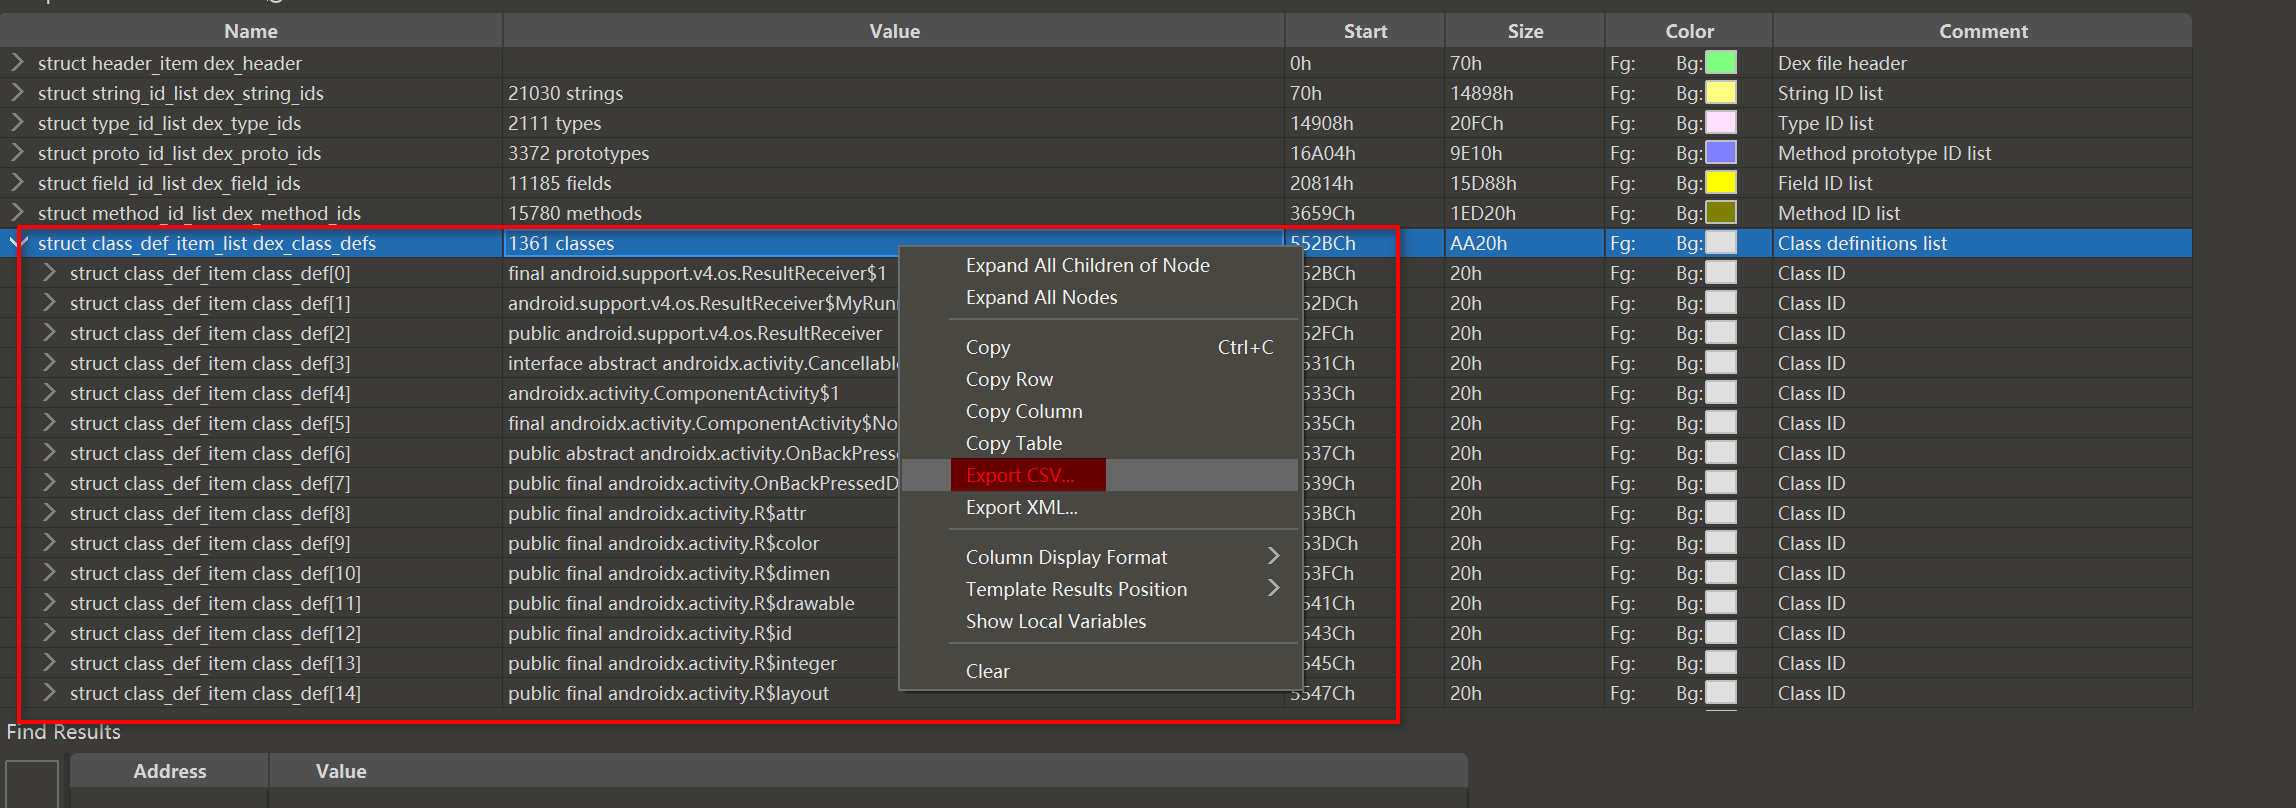 Name Value Start Size Color Comment
struct header_item dex_header 0h 70h Fg: Bg: Dex file header
struct string_id_list dex_string_ids 21030 strings 70h 14898h Fg: Bg: String ID list
struct type_id_list dex_type_ids 2111 types 14908h 20FCh Fg: Bg: Type ID list
struct proto_id_list dex_proto_ids 3372 prototypes 16A04h 9E10h Fg: Bg: Method prototype ID list
struct field_id_list dex_field_ids 11185 fields 20814h 15D88h Fg: Bg: Field ID list
struct method_id_list dex_method_ids 15780 methods 3659Ch 1ED20h Fg: Bg: Method ID list
struct class_def_item_list dex_class_defs 1361 classes 552BCh AA20h Fg: Bg: Class definitions list
struct class_def_item class_def[0] final android.support.v4.os.ResultReceiver$1 52BCh 20h Fg: Bg: Class ID
struct class_def_item class_def[1] android.support.v4.os.ResultReceiver$MyRun 52DCh 20h Fg: Bg: Class ID
struct class_def_item class_def[2] public android.support.v4.os.ResultReceiver 52FCh 20h Fg: Bg: Class ID
struct class_def_item class_def[3] interface abstract androidx.activity.Cancellabl 531Ch 20h Fg: Bg: Class ID
struct class_def_item class_def[4] androidx.activity.ComponentActivity$1 533Ch 20h Fg: Bg: Class ID
struct class_def_item class_def[5] final androidx.activity.ComponentActivity$No 535Ch 20h Fg: Bg: Class ID
struct class_def_item class_def[6] public abstract androidx.activity.OnBackPress 537Ch 20h Fg: Bg: Class ID
struct class_def_item class_def[7] public final androidx.activity.OnBackPressedD 539Ch 20h Fg: Bg: Class ID
struct class_def_item class_def[8] public final androidx.activity.R$attr 53BCh 20h Fg: Bg: Class ID
struct class_def_item class_def[9] public final androidx.activity.R$color 53DCh 20h Fg: Bg: Class ID
struct class_def_item class_def[10] public final androidx.activity.R$dimen 53FCh 20h Fg: Bg: Class ID
struct class_def_item class_def[11] public final androidx.activity.R$drawable 541Ch 20h Fg: Bg: Class ID
struct class_def_item class_def[12] public final androidx.activity.R$id 543Ch 20h Fg: Bg: Class ID
struct class_def_item class_def[13] public final androidx.activity.R$integer 545Ch 20h Fg: Bg: Class ID
struct class_def_item class_def[14] public final androidx.activity.R$layout 5547Ch 20h Fg: Bg: Class ID
Expand All Children of Node
Expand All Nodes
Copy Ctrl+C
Copy Row
Copy Column
Copy Table
Export CSV...
Export XML...
Column Display Format
Template Results Position
Show Local Variables
Clear
Find Results
Address Value